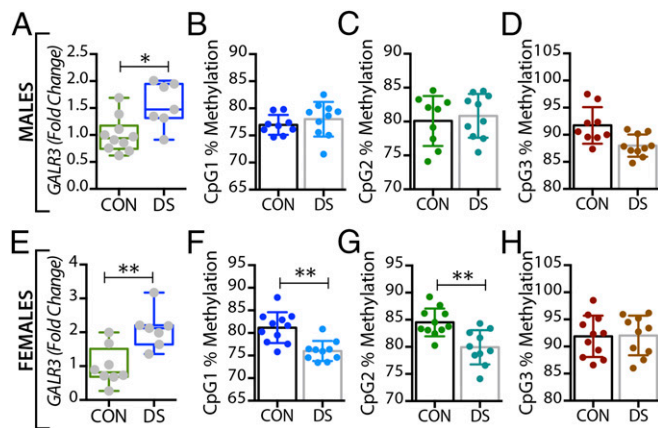 A B C D
MALES
GALR3 (Fold Change)
2.5
2.0
1.5
1.0
0.5
0.0
*
CON DS
CpG1 % Methylation
90
85
80
75
70
65
CON DS
CpG2 % Methylation
90
85
80
75
70
CON DS
CpG3 % Methylation
105
100
95
90
85
80
CON DS
E F G H
FEMALES
GALR3 (Fold Change)
4
3
2
1
0
**
CON DS
CpG1 % Methylation
95
90
85
80
75
70
65
**
CON DS
CpG2 % Methylation
95
90
85
80
75
70
**
CON DS
CpG3 % Methylation
105
100
95
90
85
80
CON DS